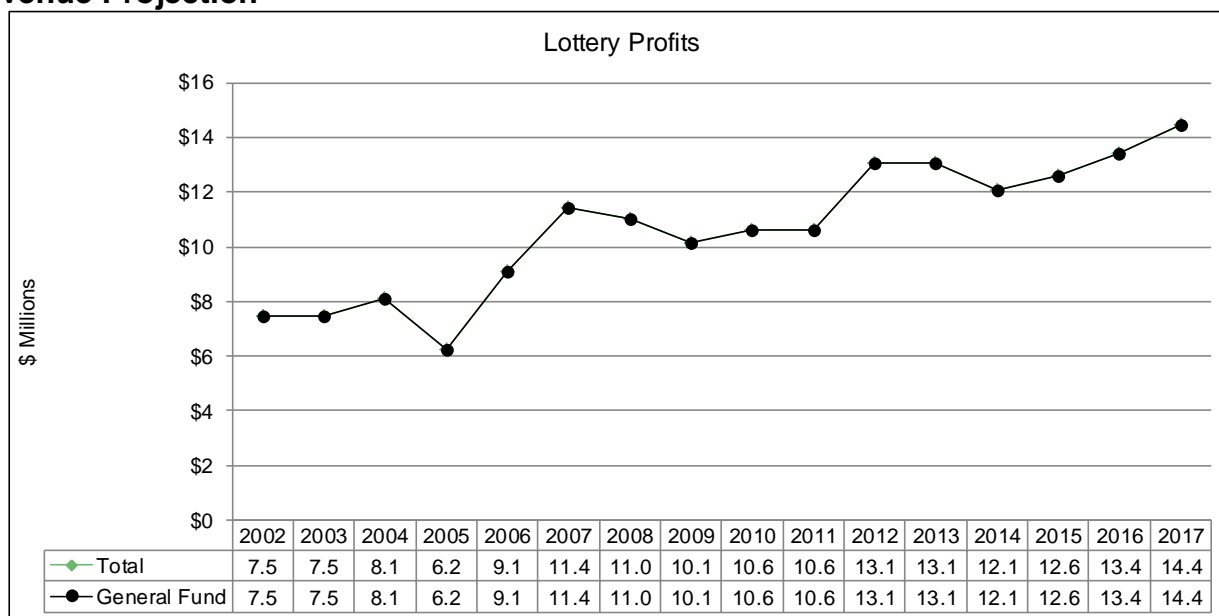 Lottery Profits
$16
$14
$12
$10
$8
$6
$4
$2
$0
$ Millions
2002 2003 2004 2005 2006 2007 2008 2009 2010 2011 2012 2013 2014 2015 2016 2017
Total 7.5 7.5 8.1 6.2 9.1 11.4 11.0 10.1 10.6 10.6 13.1 13.1 12.1 12.6 13.4 14.4
General Fund 7.5 7.5 8.1 6.2 9.1 11.4 11.0 10.1 10.6 10.6 13.1 13.1 12.1 12.6 13.4 14.4